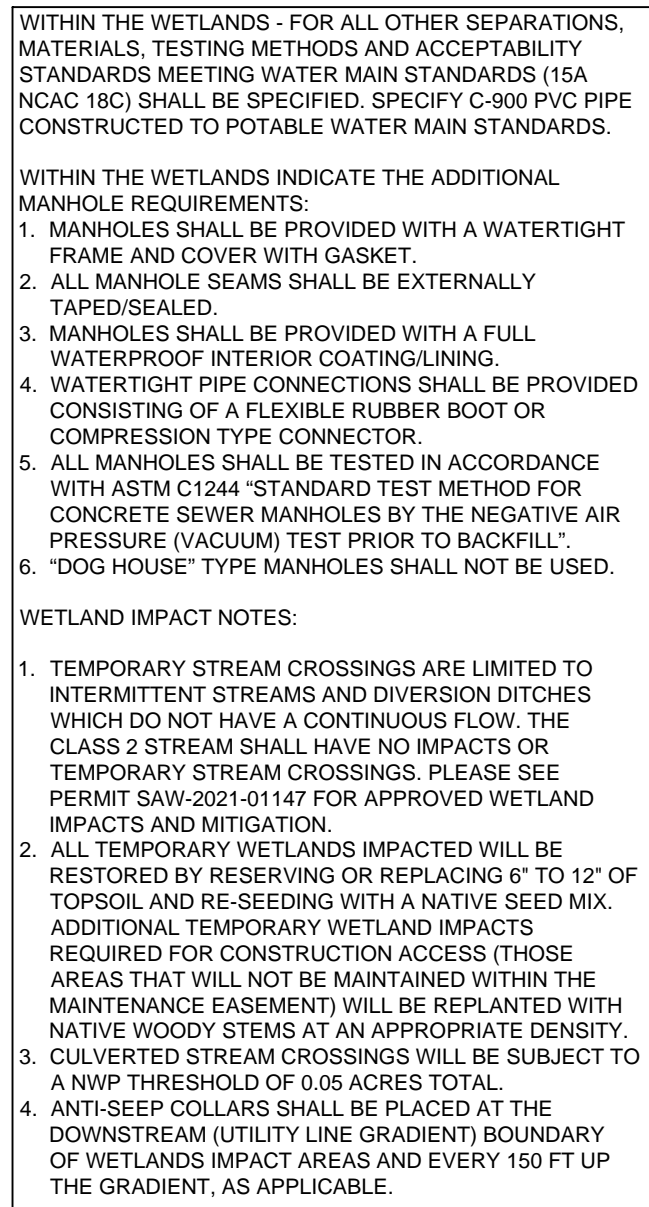 WITHIN THE WETLANDS - FOR ALL OTHER SEPARATIONS,
MATERIALS, TESTING METHODS AND ACCEPTABILITY
STANDARDS MEETING WATER MAIN STANDARDS (15A
NCAC 18C) SHALL BE SPECIFIED. SPECIFY C-900 PVC PIPE
CONSTRUCTED TO POTABLE WATER MAIN STANDARDS.
WITHIN THE WETLANDS INDICATE THE ADDITIONAL
MANHOLE REQUIREMENTS:
1. MANHOLES SHALL BE PROVIDED WITH A WATERTIGHT
FRAME AND COVER WITH GASKET.
2. ALL MANHOLE SEAMS SHALL BE EXTERNALLY
TAPED/SEALED.
3. MANHOLES SHALL BE PROVIDED WITH A FULL
WATERPROOF INTERIOR COATING/LINING.
4. WATERTIGHT PIPE CONNECTIONS SHALL BE PROVIDED
CONSISTING OF A FLEXIBLE RUBBER BOOT OR
COMPRESSION TYPE CONNECTOR.
5. ALL MANHOLES SHALL BE TESTED IN ACCORDANCE
WITH ASTM C1244 “STANDARD TEST METHOD FOR
CONCRETE SEWER MANHOLES BY THE NEGATIVE AIR
PRESSURE (VACUUM) TEST PRIOR TO BACKFILL”.
6. “DOG HOUSE” TYPE MANHOLES SHALL NOT BE USED.
WETLAND IMPACT NOTES:
1. TEMPORARY STREAM CROSSINGS ARE LIMITED TO
INTERMITTENT STREAMS AND DIVERSION DITCHES
WHICH DO NOT HAVE A CONTINUOUS FLOW. THE
CLASS 2 STREAM SHALL HAVE NO IMPACTS OR
TEMPORARY STREAM CROSSINGS. PLEASE SEE
PERMIT SAW-2021-01147 FOR APPROVED WETLAND
IMPACTS AND MITIGATION.
2. ALL TEMPORARY WETLANDS IMPACTED WILL BE
RESTORED BY RESERVING OR REPLACING 6" TO 12" OF
TOPSOIL AND RE-SEEDING WITH A NATIVE SEED MIX.
ADDITIONAL TEMPORARY WETLAND IMPACTS
REQUIRED FOR CONSTRUCTION ACCESS (THOSE
AREAS THAT WILL NOT BE MAINTAINED WITHIN THE
MAINTENANCE EASEMENT) WILL BE REPLANTED WITH
NATIVE WOODY STEMS AT AN APPROPRIATE DENSITY.
3. CULVERTED STREAM CROSSINGS WILL BE SUBJECT TO
A NWP THRESHOLD OF 0.05 ACRES TOTAL.
4. ANTI-SEEP COLLARS SHALL BE PLACED AT THE
DOWNSTREAM (UTILITY LINE GRADIENT) BOUNDARY
OF WETLANDS IMPACT AREAS AND EVERY 150 FT UP
THE GRADIENT, AS APPLICABLE.